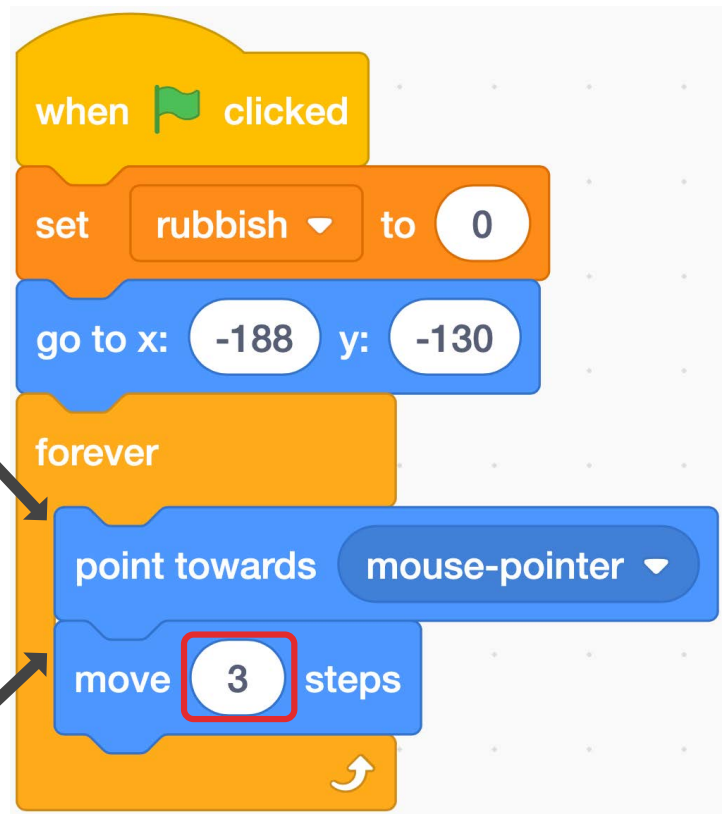 when clicked
set rubbish to 0
go to x: -188 y: -130
forever
point towards mouse-pointer
move 3 steps